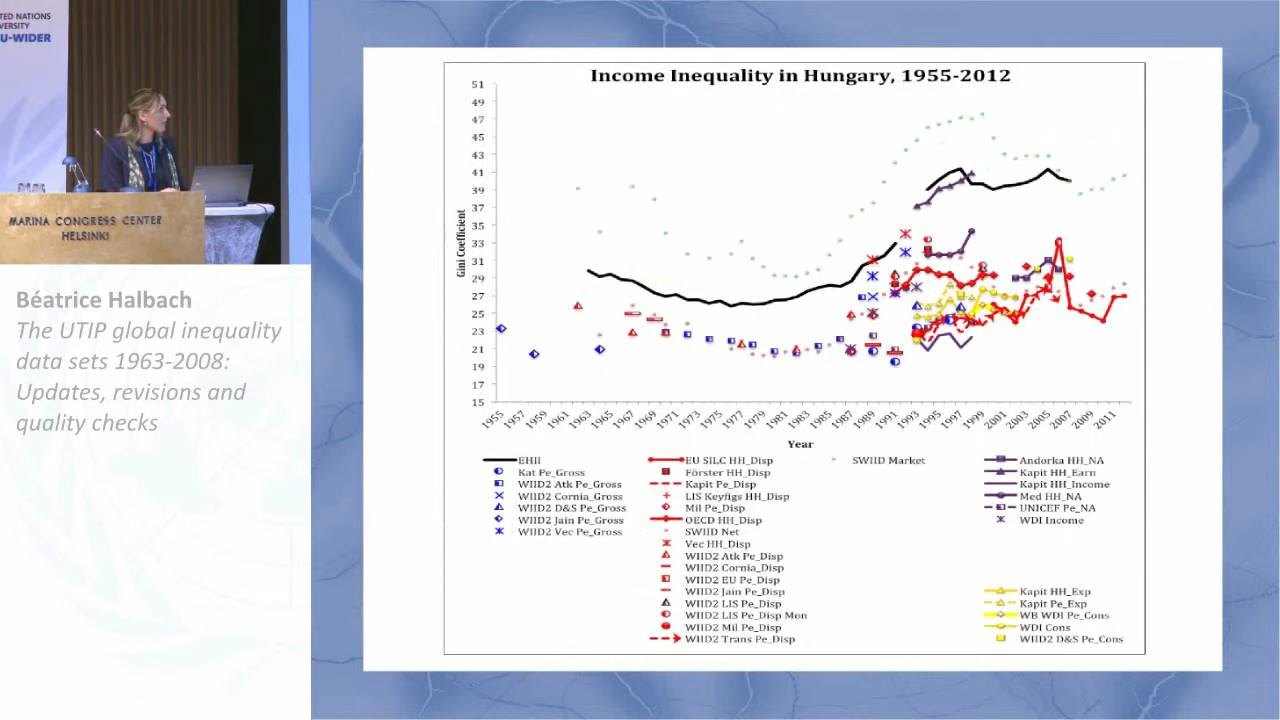 TED NATIONS
VERSITY
U-WIDER
MARINA CONGRESS CENTER
HELSINKI
Béatrice Halbach
The UTIP global inequality
data sets 1963-2008:
Updates, revisions and
quality checks
Income Inequality in Hungary, 1955-2012
Gini Coefficient
51
49
47
45
43
41
39
37
35
33
31
29
27
25
23
21
19
17
15
1955
1957
1959
1961
1963
1965
1967
1969
1971
1973
1975
1977
1979
1981
1983
1985
1987
1989
1991
1993
1995
1997
1999
2001
2003
2005
2007
2009
2011
Year
EHII
Kat Pe_Gross
WIID2 Atk Pe_Gross
WIID2 Cornia_Gross
WIID2 D&S Pe_Gross
WIID2 Jain Pe_Gross
WIID2 Vec Pe_Gross
EU SILC HH_Disp
Förster HH_Disp
Kapit Pe_Disp
LIS Keyfigs HH_Disp
Mil Pe_Disp
OECD HH_Disp
SWIID Net
Vec HH_Disp
WIID2 Atk Pe_Disp
WIID2 Cornia_Disp
WIID2 EU Pe_Disp
WIID2 Jain Pe_Disp
WIID2 LIS Pe_Disp
WIID2 LIS Pe_Disp Mon
WIID2 Mil Pe_Disp
WIID2 Trans Pe_Disp
SWIID Market
Andorka HH_NA
Kapit HH_Earn
Kapit HH_Income
Med HH_NA
UNICEF Pe_NA
WDI Income
Kapit HH_Exp
Kapit Pe_Exp
WB WDI Pe_Cons
WDI Cons
WIID2 D&S Pe_Cons